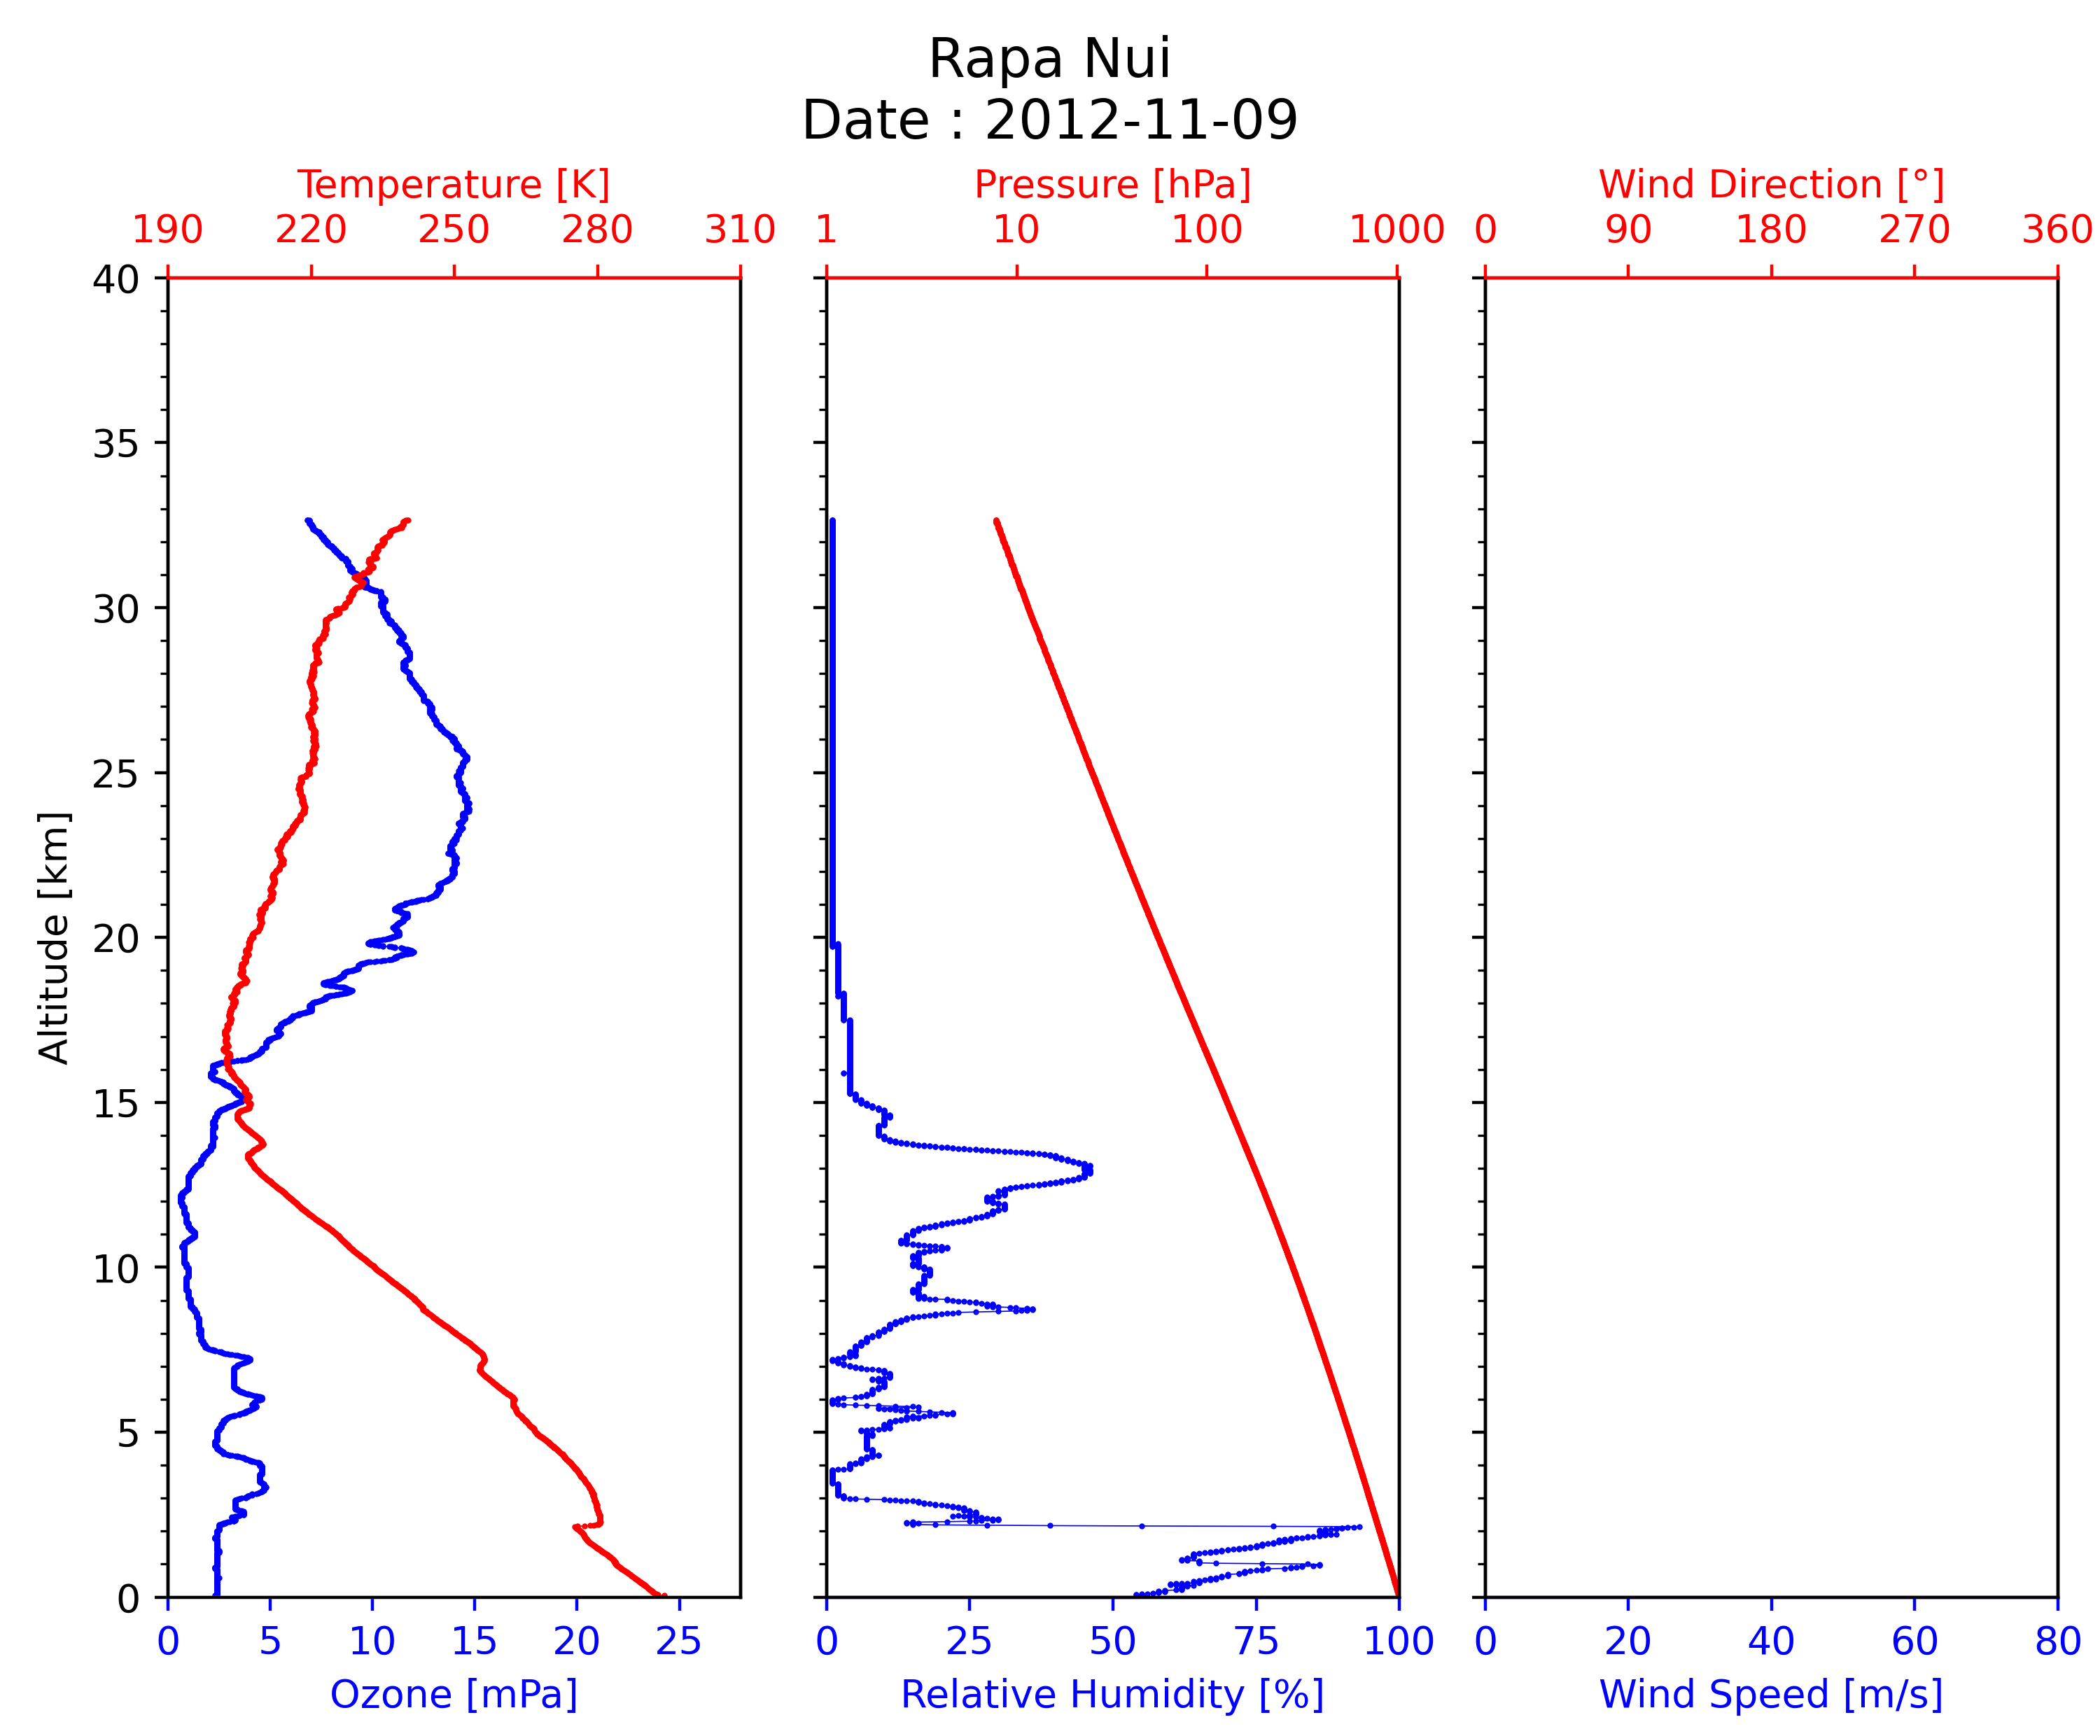 Rapa Nui
Date : 2012-11-09
Temperature [K]
190 220 250 280 310
Pressure [hPa]
1 10 100 1000
Wind Direction [°]
0 90 180 270 360
Altitude [km]
40
35
30
25
20
15
10
5
0
0 5 10 15 20 25
Ozone [mPa]
0 25 50 75 100
Relative Humidity [%]
0 20 40 60 80
Wind Speed [m/s]